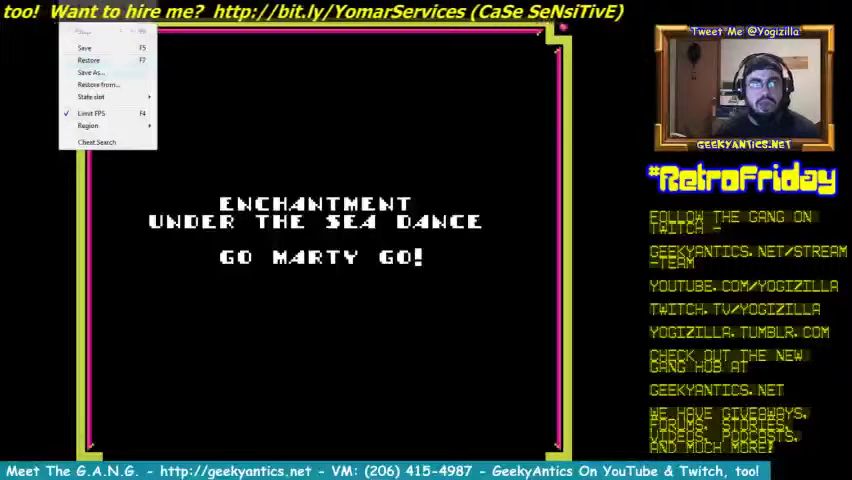 too! Want to hire me? http://bit.ly/YomarServices (CaSe SeNsiTivE)
Save F5
Restore F7
Save As...
Restore from...
State slot
Limit FPS F4
Region
Cheat Search
ENCHANTMENT
UNDER THE SEA DANCE
GO MARTY GO!
Tweet Me @Yogizilla
GEEKYANTICS.NET
#RetroFriday
FOLLOW THE GANG ON
TWITCH -
GEEKYANTICS.NET/STREAM
-TEAM
YOUTUBE.COM/YOGIZILLA
TWITCH.TV/YOGIZILLA
YOGIZILLA.TUMBLR.COM
CHECK OUT THE NEW
GANG HUB AT
GEEKYANTICS.NET
WE HAVE GIVEAWAYS,
FORUMS, STORIES,
VIDEOS, PODCASTS,
AND MUCH MORE!
Meet The G.A.N.G. - http://geekyantics.net - VM: (206) 415-4987 - GeekyAntics On YouTube & Twitch, too!